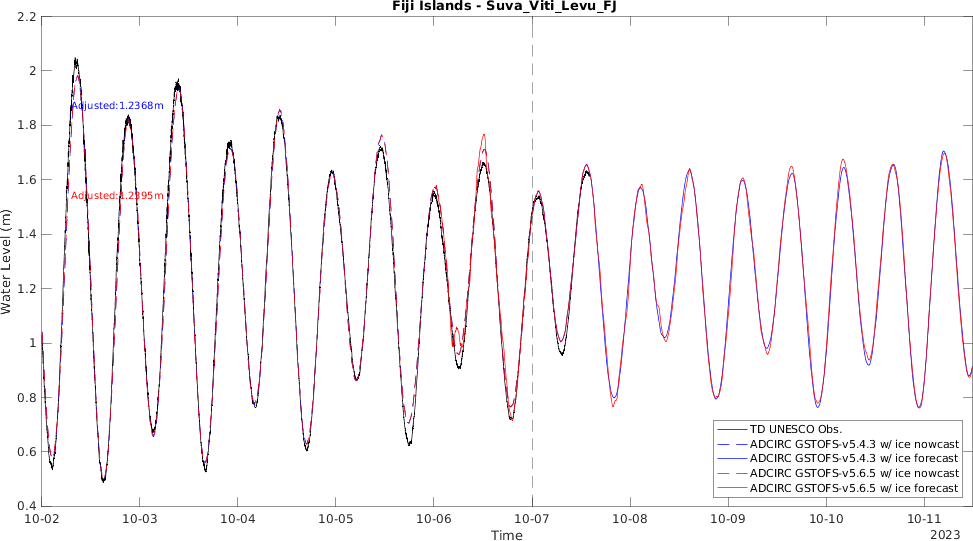 Fiji Islands - Suva_Viti_Levu_FJ
2.2
2
1.8
1.6
1.4
1.2
1
0.8
0.6
0.4
Water Level (m)
Adjusted:1.2368m
Adjusted:1.2995m
TD UNESCO Obs.
ADCIRC GSTOFS-v5.4.3 w/ ice nowcast
ADCIRC GSTOFS-v5.4.3 w/ ice forecast
ADCIRC GSTOFS-v5.6.5 w/ ice nowcast
ADCIRC GSTOFS-v5.6.5 w/ ice forecast
10-02 10-03 10-04 10-05 10-06 10-07 10-08 10-09 10-10 10-11
Time
2023